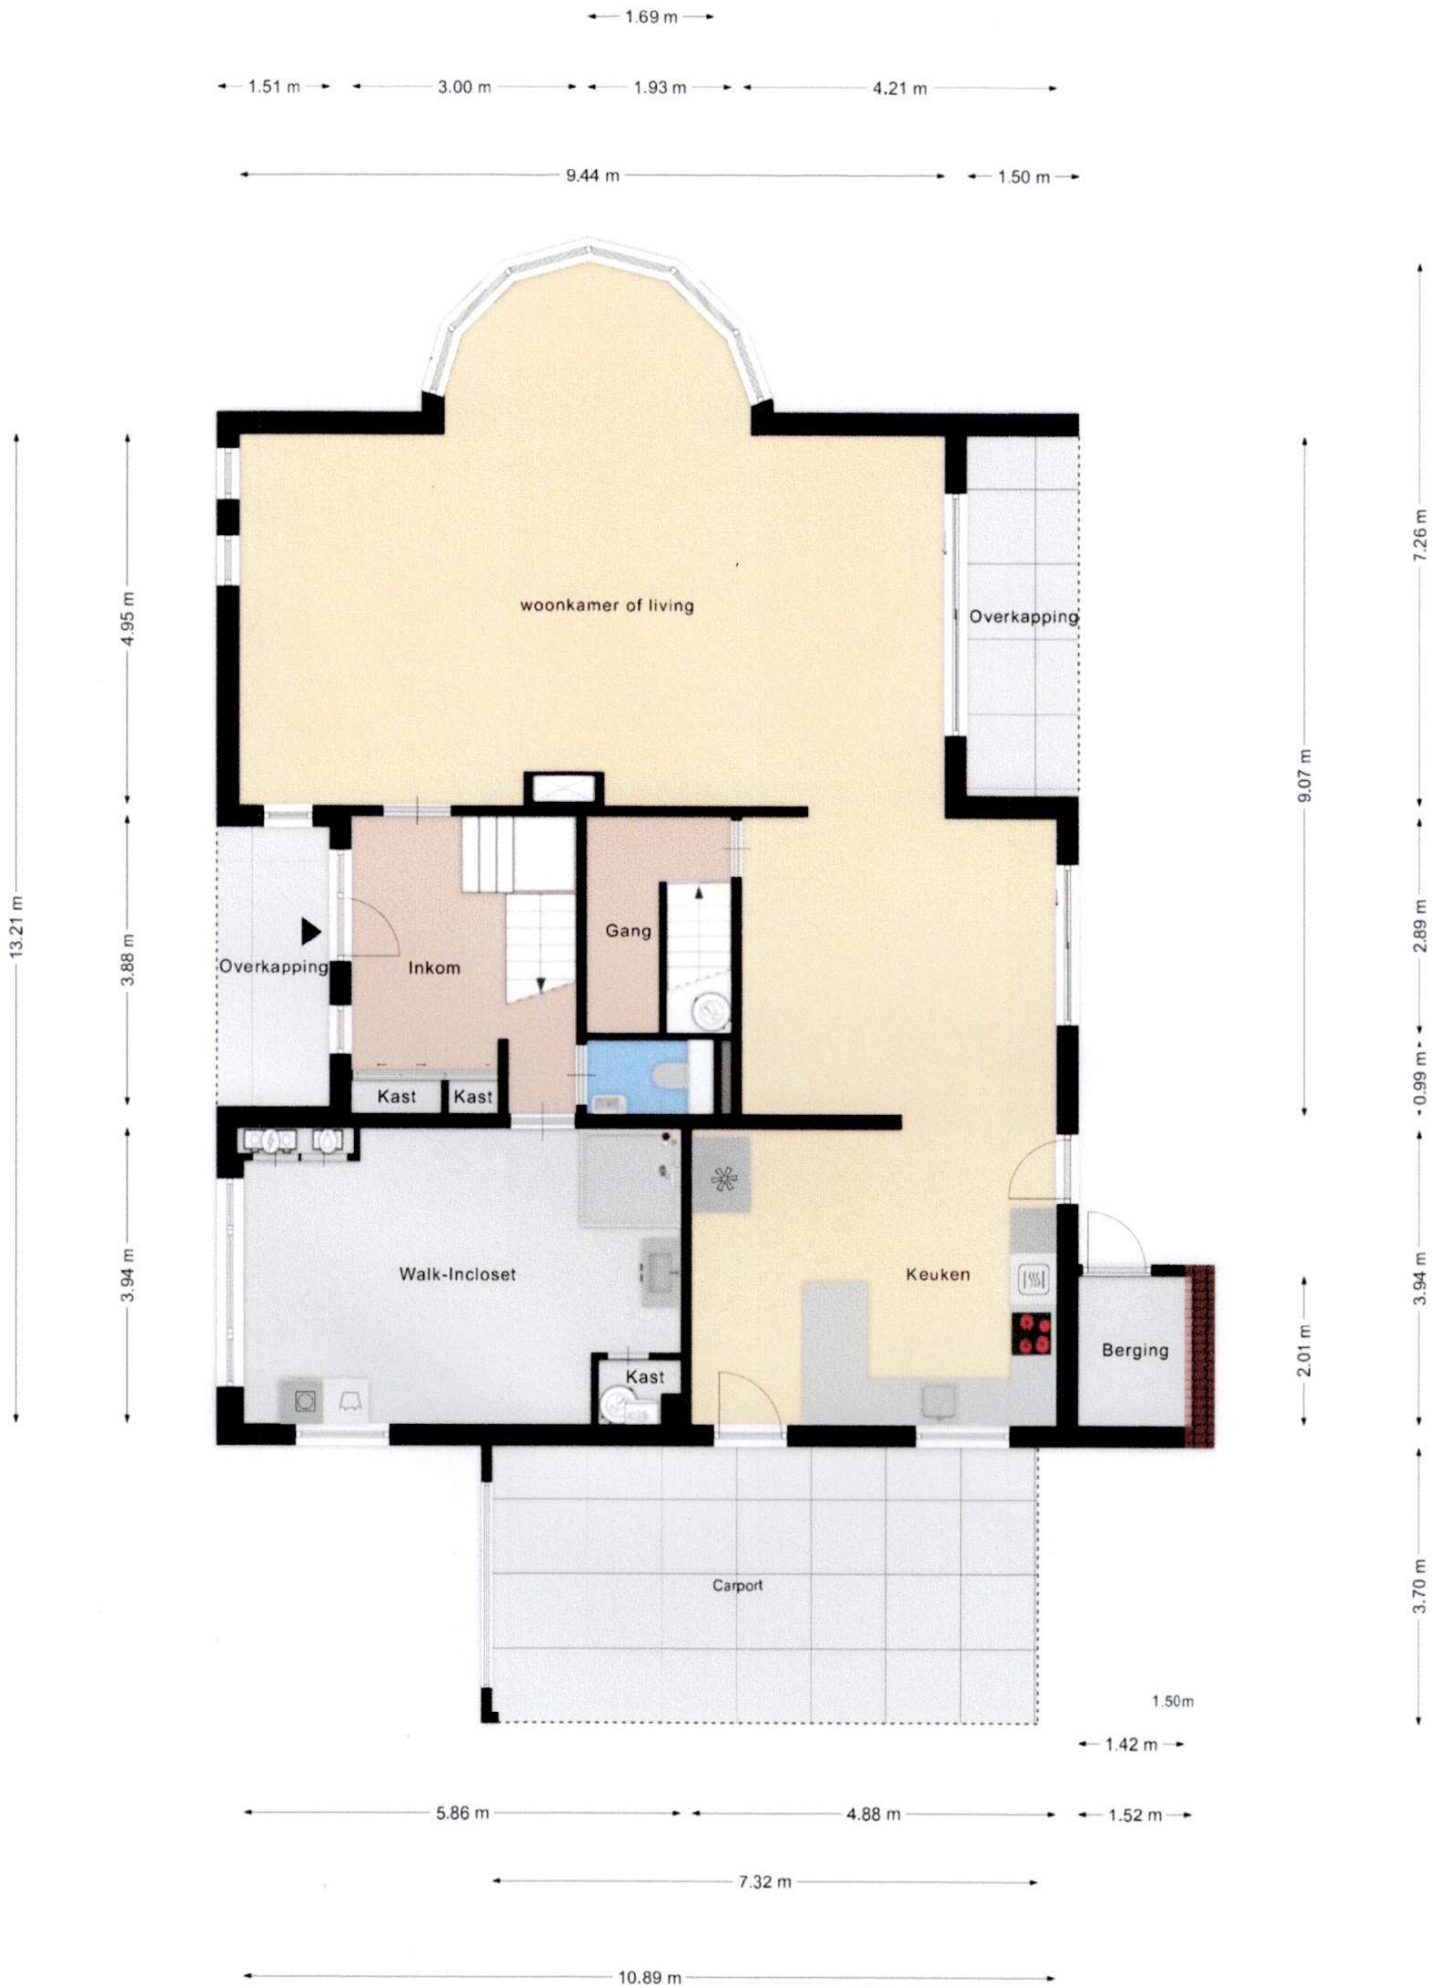 1.69 m
1.51 m
3.00 m
1.93 m
4.21 m
9.44 m
1.50 m
7.26 m
4.95 m
woonkamer of living
Overkapping
9.07 m
13.21 m
3.88 m
Overkapping
Inkom
Gang
2.89 m
0.99 m
Kast
Kast
3.94 m
Walk-Incloset
Keuken
3.94 m
Kast
Berging
2.01 m
Carport
3.70 m
1.50m
1.42 m
5.86 m
4.88 m
1.52 m
7.32 m
10.89 m